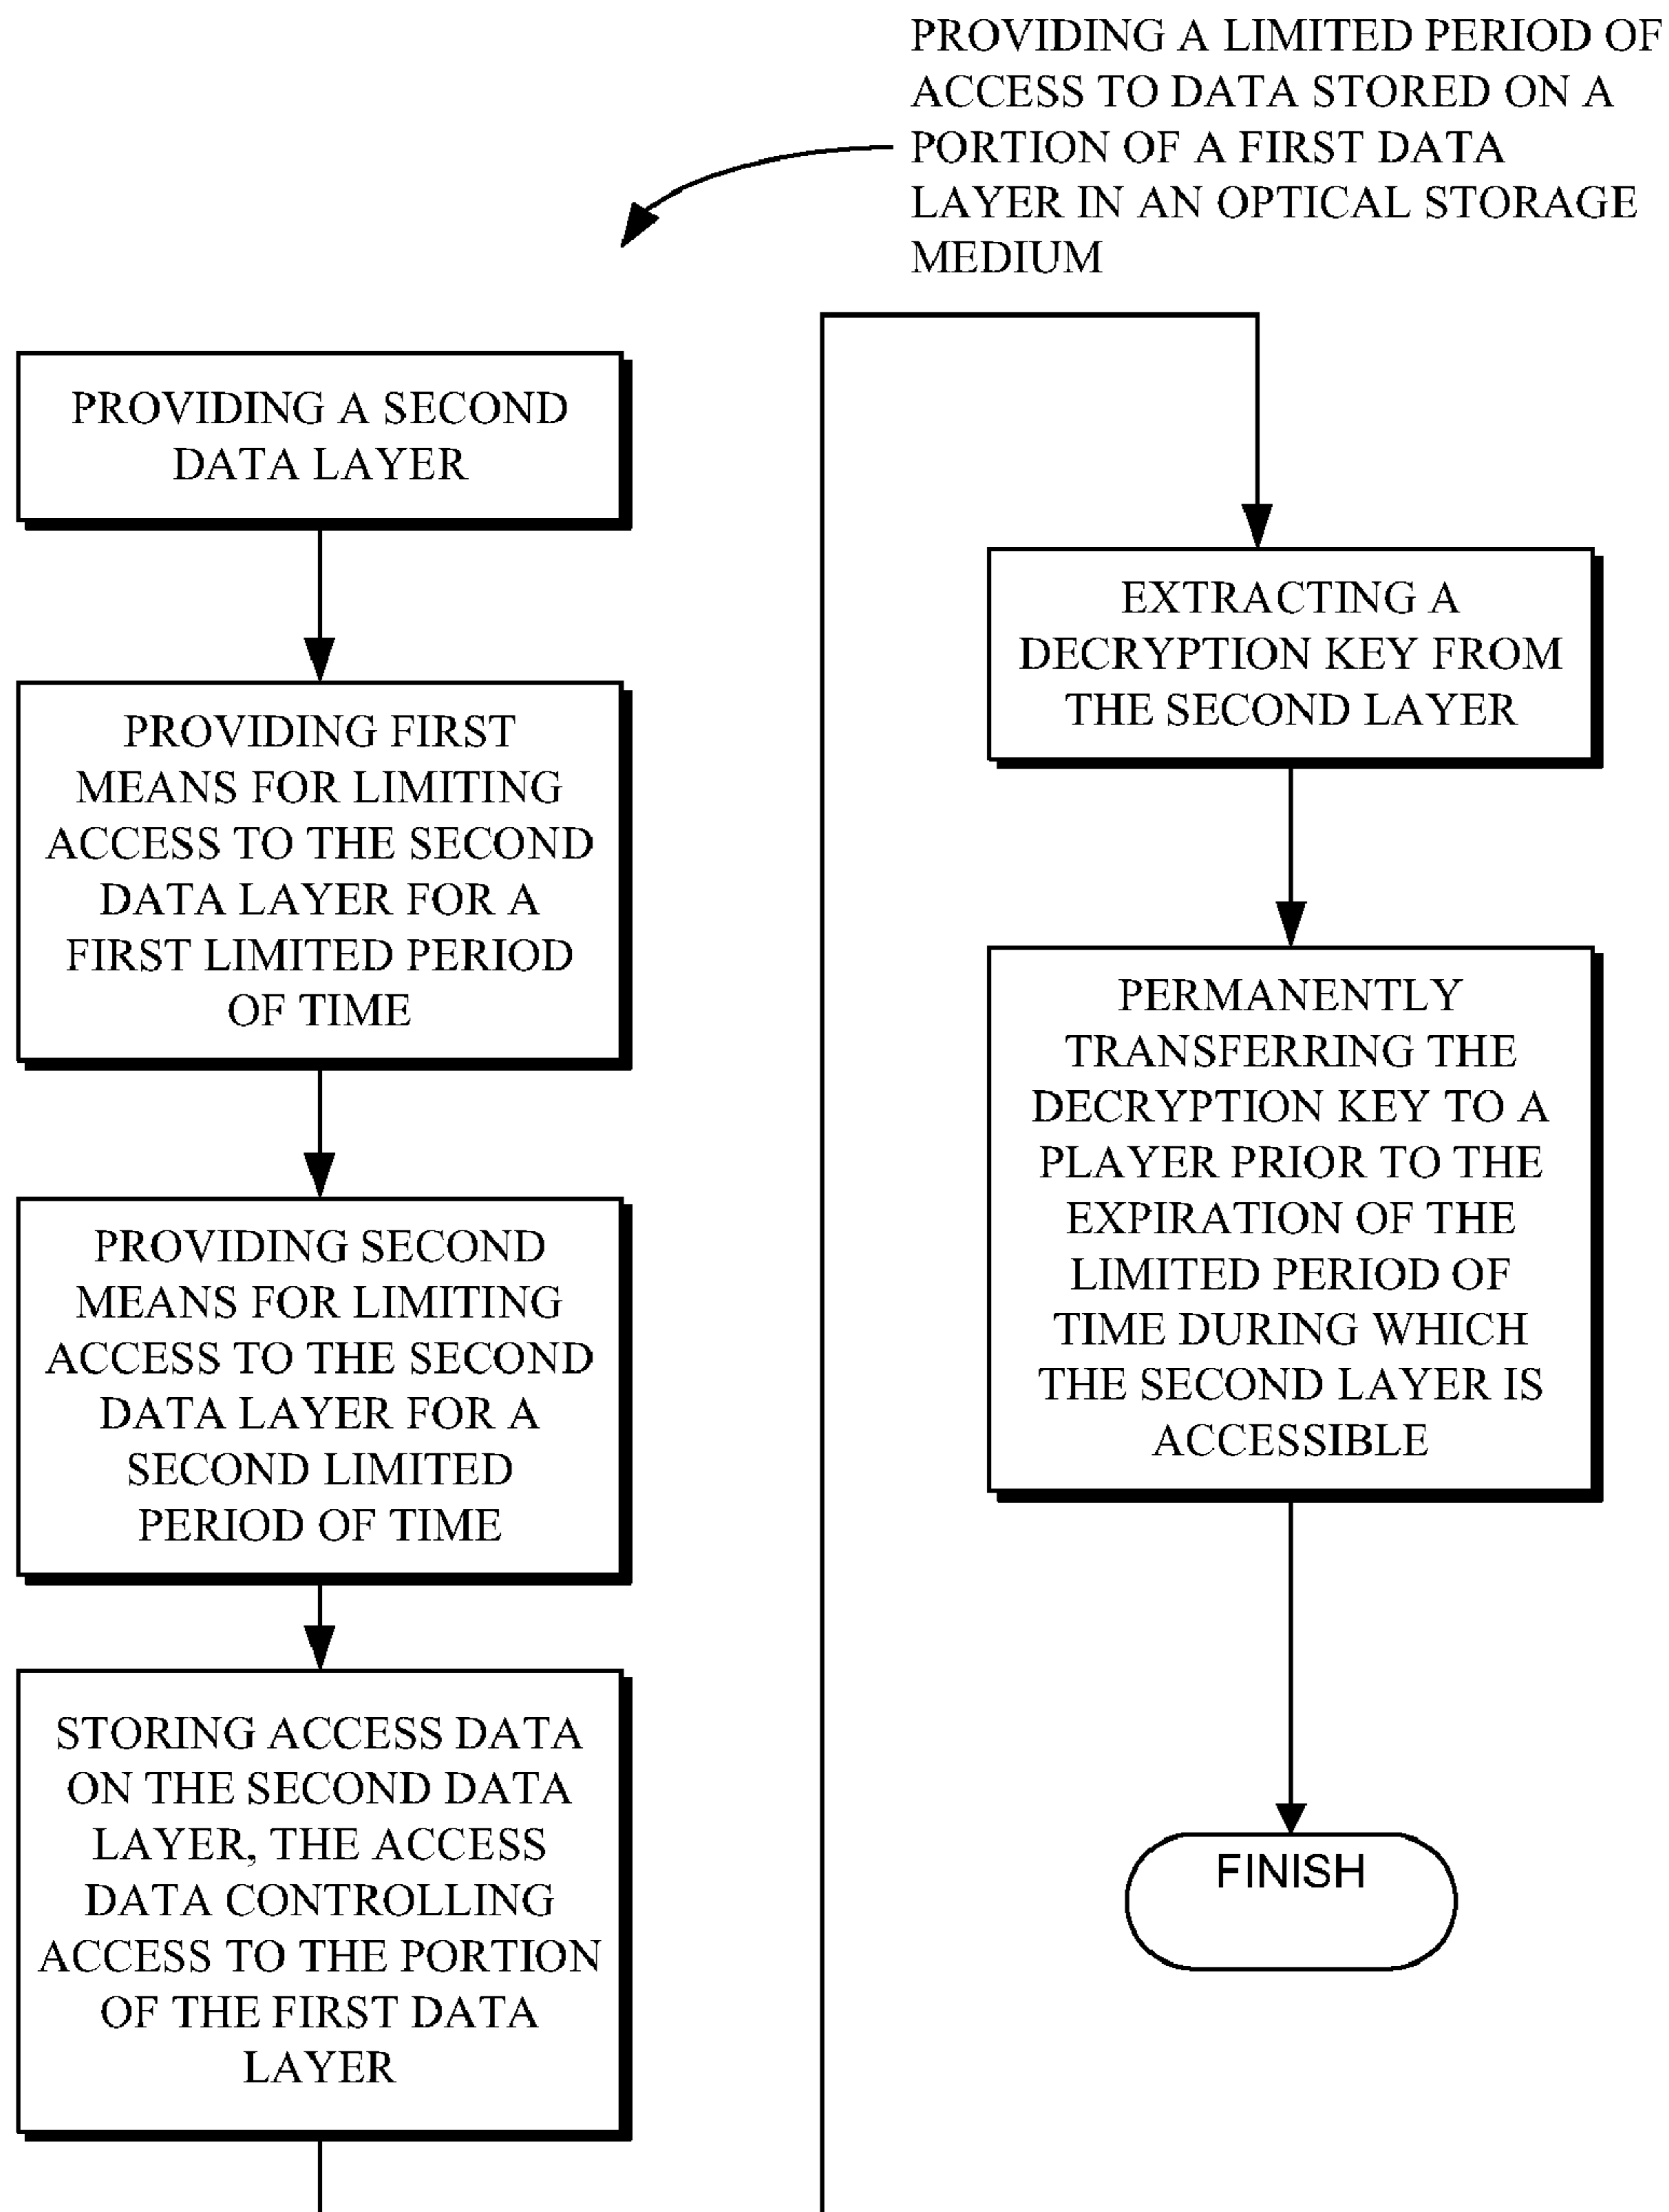 PROVIDING A LIMITED PERIOD OF
ACCESS TO DATA STORED ON A
PORTION OF A FIRST DATA
LAYER IN AN OPTICAL STORAGE
MEDIUM
PROVIDING A SECOND
DATA LAYER
PROVIDING FIRST
MEANS FOR LIMITING
ACCESS TO THE SECOND
DATA LAYER FOR A
FIRST LIMITED PERIOD
OF TIME
PROVIDING SECOND
MEANS FOR LIMITING
ACCESS TO THE SECOND
DATA LAYER FOR A
SECOND LIMITED
PERIOD OF TIME
STORING ACCESS DATA
ON THE SECOND DATA
LAYER, THE ACCESS
DATA CONTROLLING
ACCESS TO THE PORTION
OF THE FIRST DATA
LAYER
EXTRACTING A
DECRYPTION KEY FROM
THE SECOND LAYER
PERMANENTLY
TRANSFERRING THE
DECRYPTION KEY TO A
PLAYER PRIOR TO THE
EXPIRATION OF THE
LIMITED PERIOD OF
TIME DURING WHICH
THE SECOND LAYER IS
ACCESSIBLE
FINISH